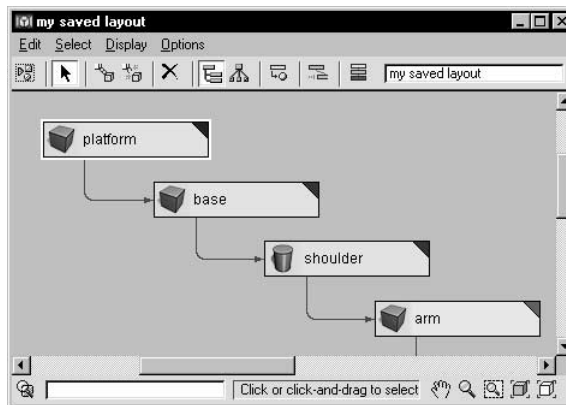 my saved layout
Edit Select Display Options
my saved layout
platform
base
shoulder
arm
Click or click-and-drag to select